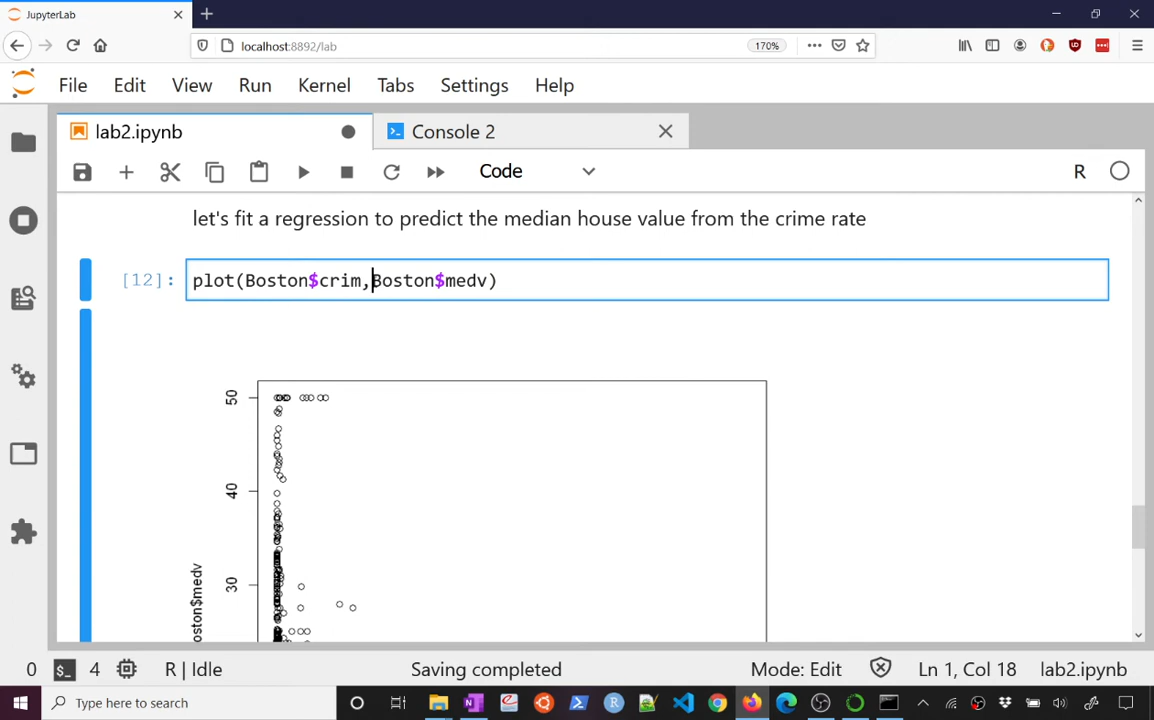 JupyterLab
localhost:8892/lab
170%
File Edit View Run Kernel Tabs Settings Help
lab2.ipynb
Console 2
Code
R
let's fit a regression to predict the median house value from the crime rate
[12]:
plot(Boston$crim,Boston$medv)
50
40
30
Boston$medv
0
4
R | Idle
Saving completed
Mode: Edit
Ln 1, Col 18
lab2.ipynb
Type here to search